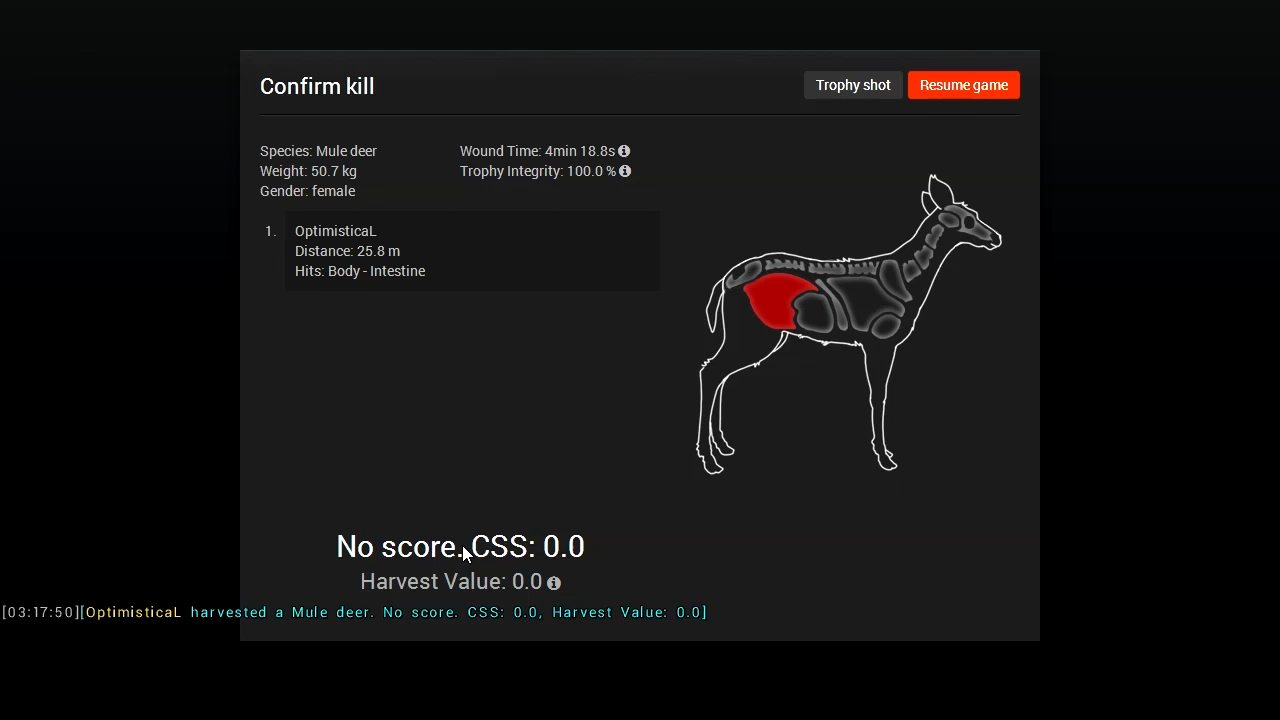 Confirm kill
Trophy shot
Resume game
Species: Mule deer
Weight: 50.7 kg
Gender: female
Wound Time: 4min 18.8s
Trophy Integrity: 100.0 %
1.
OptimisticaL
Distance: 25.8 m
Hits: Body - Intestine
No score. CSS: 0.0
Harvest Value: 0.0
[03:17:50][OptimisticaL harvested a Mule deer. No score. CSS: 0.0, Harvest Value: 0.0]